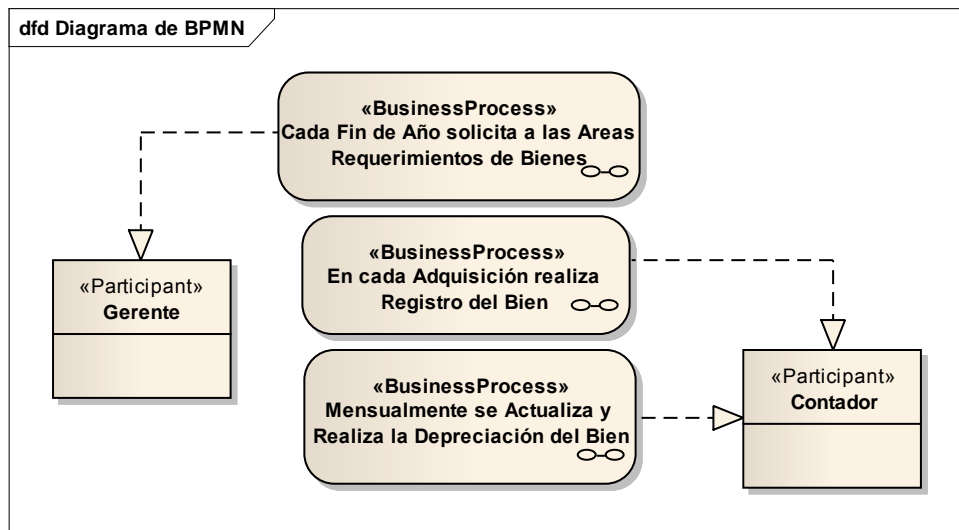 dfd Diagrama de BPMN
«BusinessProcess»
Cada Fin de Año solicita a las Areas
Requerimientos de Bienes
«BusinessProcess»
En cada Adquisición realiza
Registro del Bien
«Participant»
Gerente
«BusinessProcess»
Mensualmente se Actualiza y
Realiza la Depreciación del Bien
«Participant»
Contador